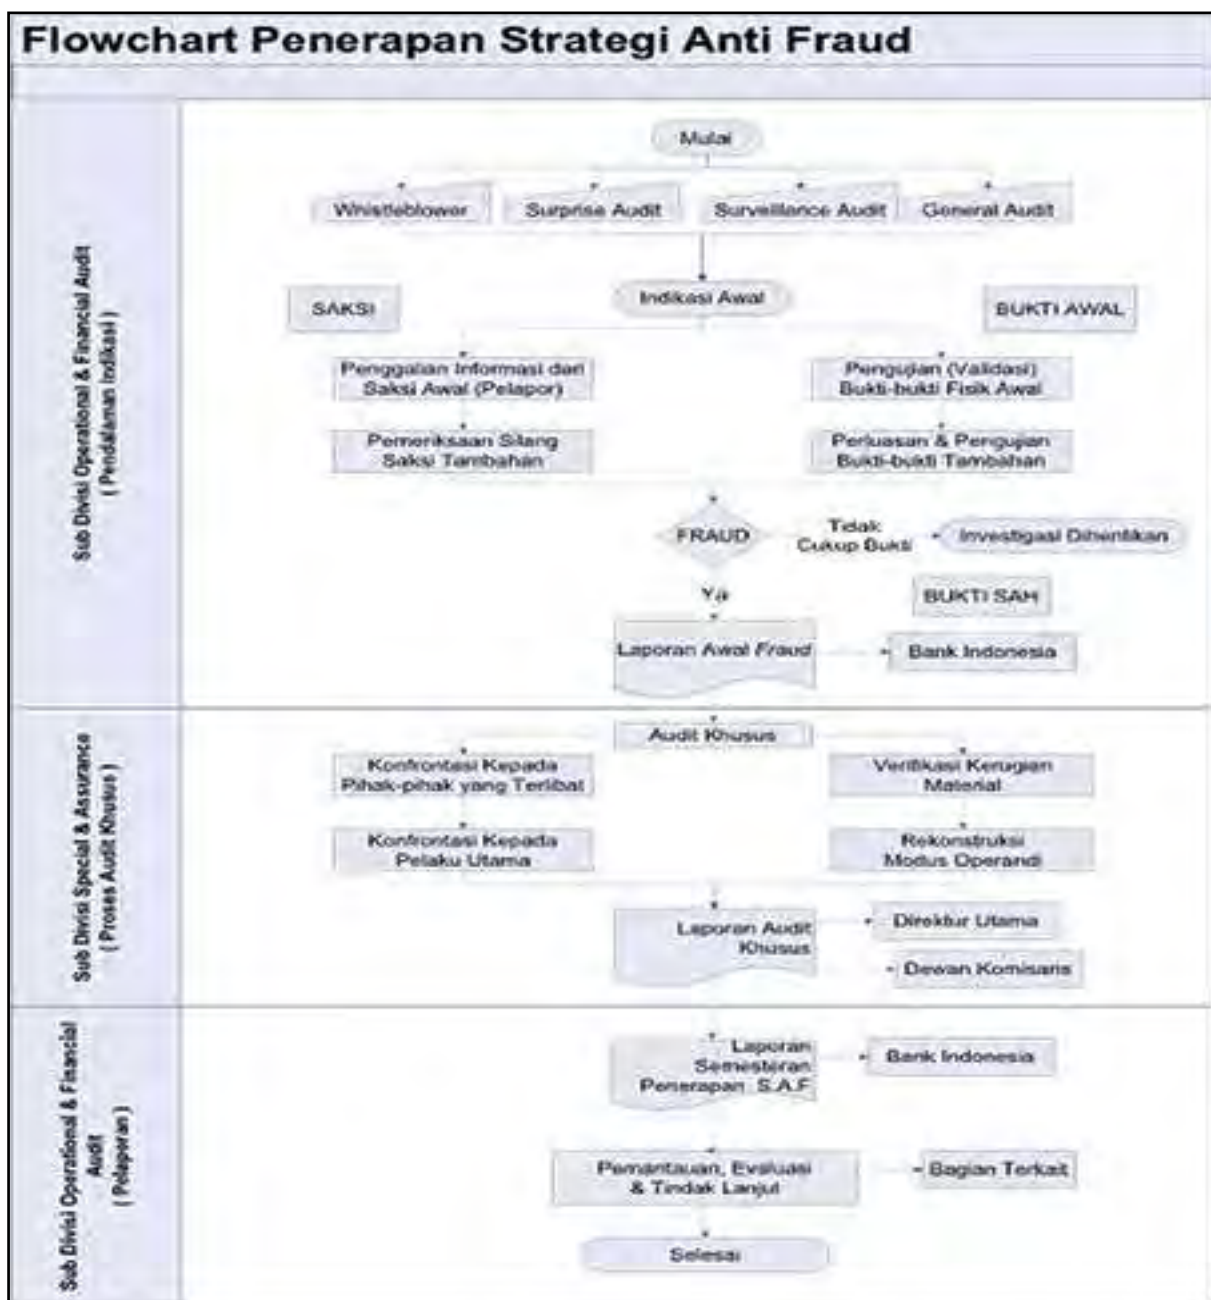 Flowchart Penerapan Strategi Anti Fraud
Sub Divisi Operational & Financial Audit
( Pendalaman Indikasi )
Mulai
Whistleblower
Surprise Audit
Surveillance Audit
General Audit
SAKSI
Indikasi Awal
BUKTI AWAL
Penggalian Informasi dari
Saksi Awal (Pelapor)
Pengujian (Validasi)
Bukti-bukti Fisik Awal
Pemeriksaan Silang
Saksi Tambahan
Perluasan & Pengujian
Bukti-bukti Tambahan
FRAUD
Tidak
Cukup Bukti
Investigasi Dihentikan
Ya
BUKTI SAH
Laporan Awal Fraud
Bank Indonesia
Sub Divisi Special & Assurance
( Proses Audit Khusus )
Audit Khusus
Konfrontasi Kepada
Pihak-pihak yang Terlibat
Verifikasi Kerugian
Material
Konfrontasi Kepada
Pelaku Utama
Rekonstruksi
Modus Operandi
Laporan Audit
Khusus
Direktur Utama
Dewan Komisaris
Sub Divisi Operational & Financial
Audit
( Pelaporan )
Laporan
Semesteran
Penerapan S.A.F
Bank Indonesia
Pemantauan, Evaluasi
& Tindak Lanjut
Bagian Terkait
Selesai